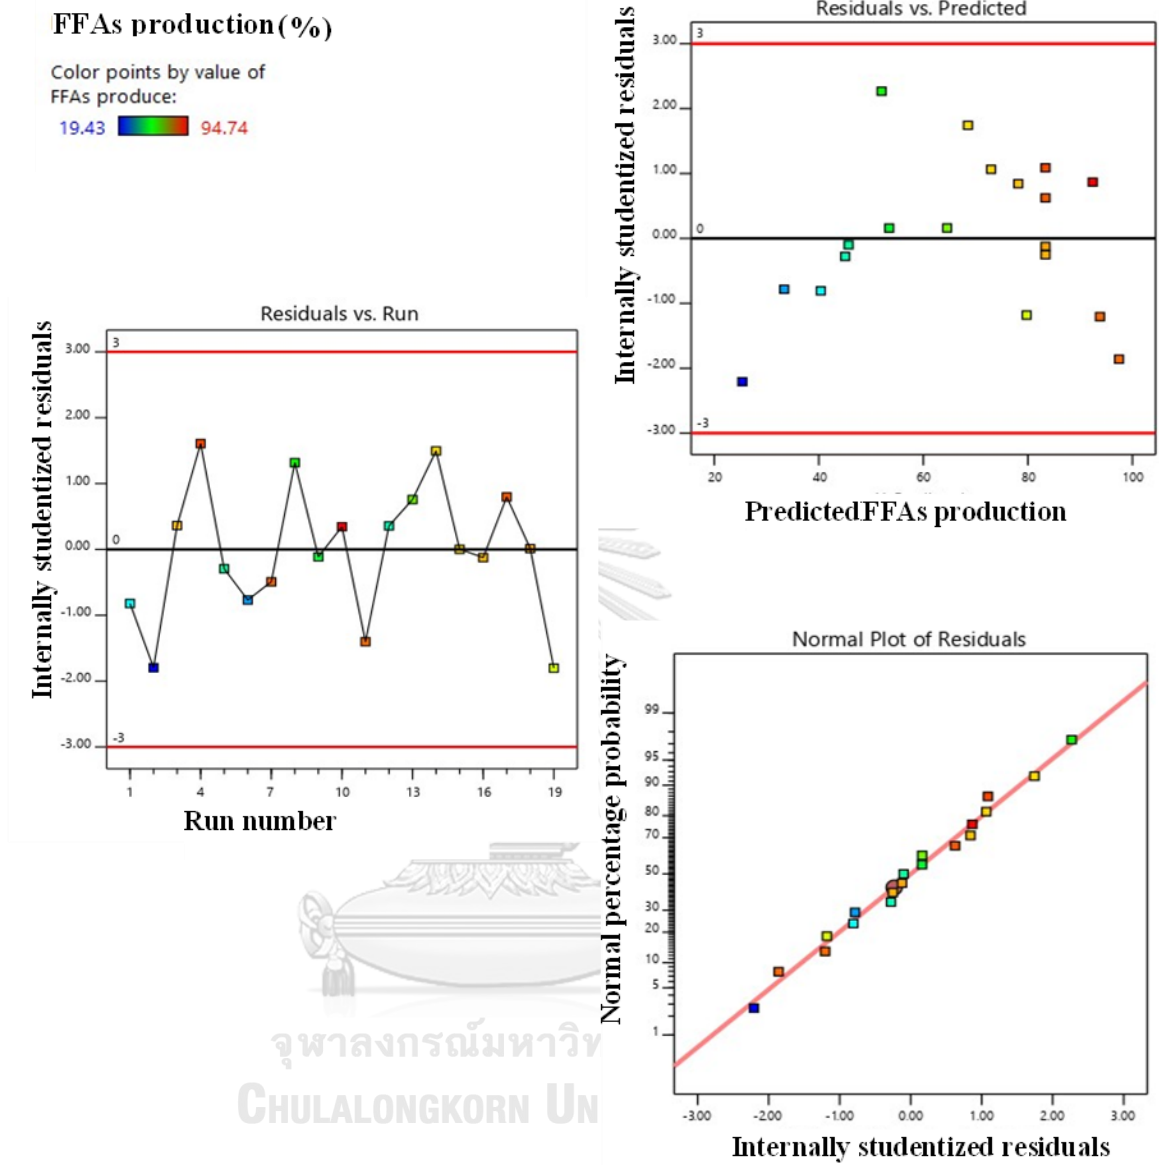 FFAs production (%)
Color points by value of
FFAs produce:
19.43 94.74
Residuals vs. Predicted
Internally studentized residuals
3.00
2.00
1.00
0.00
-1.00
-2.00
-3.00
3
0
-3
20 40 60 80 100
Predicted FFAs production
Residuals vs. Run
Internally studentized residuals
3.00
2.00
1.00
0.00
-1.00
-2.00
-3.00
3
0
-3
1 4 7 10 13 16 19
Run number
Normal Plot of Residuals
Normal percentage probability
99
95
90
80
70
50
30
20
10
5
1
-3.00 -2.00 -1.00 0.00 1.00 2.00 3.00
Internally studentized residuals
จุฬาลงกรณ์มหาวิท
CHULALONGKORN UN